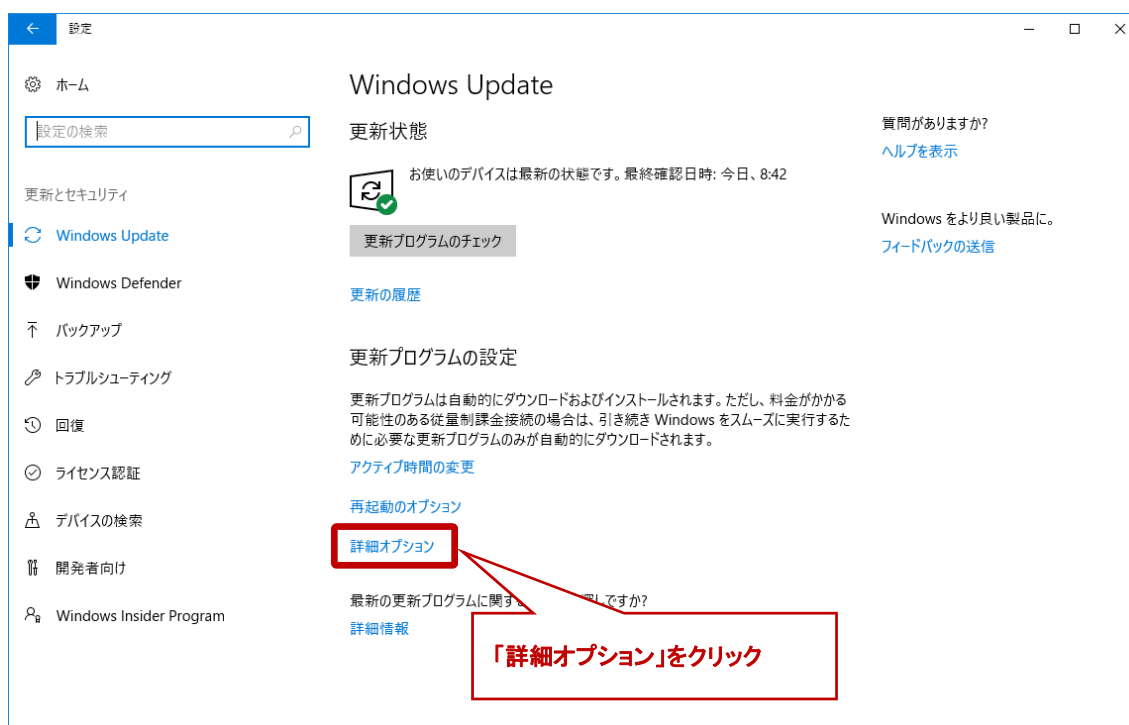 設定
ホーム
設定の検索
更新とセキュリティ
Windows Update
Windows Defender
バックアップ
トラブルシューティング
回復
ライセンス認証
デバイスの検索
開発者向け
Windows Insider Program
Windows Update
更新状態
お使いのデバイスは最新の状態です。最終確認日時: 今日、8:42
更新プログラムのチェック
更新の履歴
更新プログラムの設定
更新プログラムは自動的にダウンロードおよびインストールされます。ただし、料金がかかる
可能性のある従量制課金接続の場合は、引き続き Windows をスムーズに実行するた
めに必要な更新プログラムのみが自動的にダウンロードされます。
アクティブ時間の変更
再起動のオプション
詳細オプション
最新の更新プログラムに関す 探しですか?
詳細情報
「詳細オプション」をクリック
質問がありますか?
ヘルプを表示
Windows をより良い製品に。
フィードバックの送信